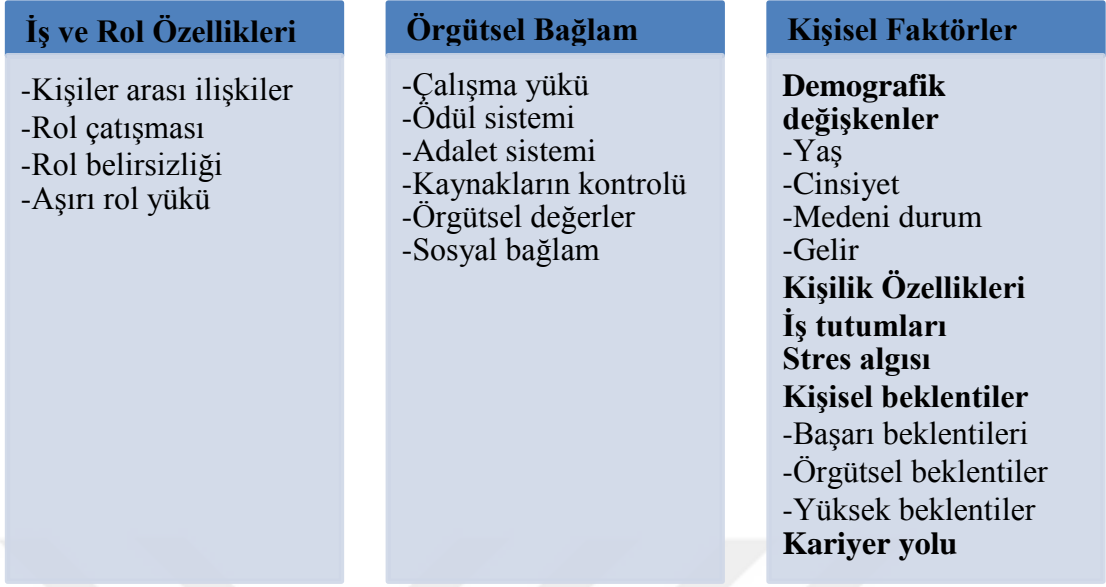 İş ve Rol Özellikleri
-Kişiler arası ilişkiler
-Rol çatışması
-Rol belirsizliği
-Aşırı rol yükü
Örgütsel Bağlam
-Çalışma yükü
-Ödül sistemi
-Adalet sistemi
-Kaynakların kontrolü
-Örgütsel değerler
-Sosyal bağlam
Kişisel Faktörler
Demografik
değişkenler
-Yaş
-Cinsiyet
-Medeni durum
-Gelir
Kişilik Özellikleri
İş tutumları
Stres algısı
Kişisel beklentiler
-Başarı beklentileri
-Örgütsel beklentiler
-Yüksek beklentiler
Kariyer yolu